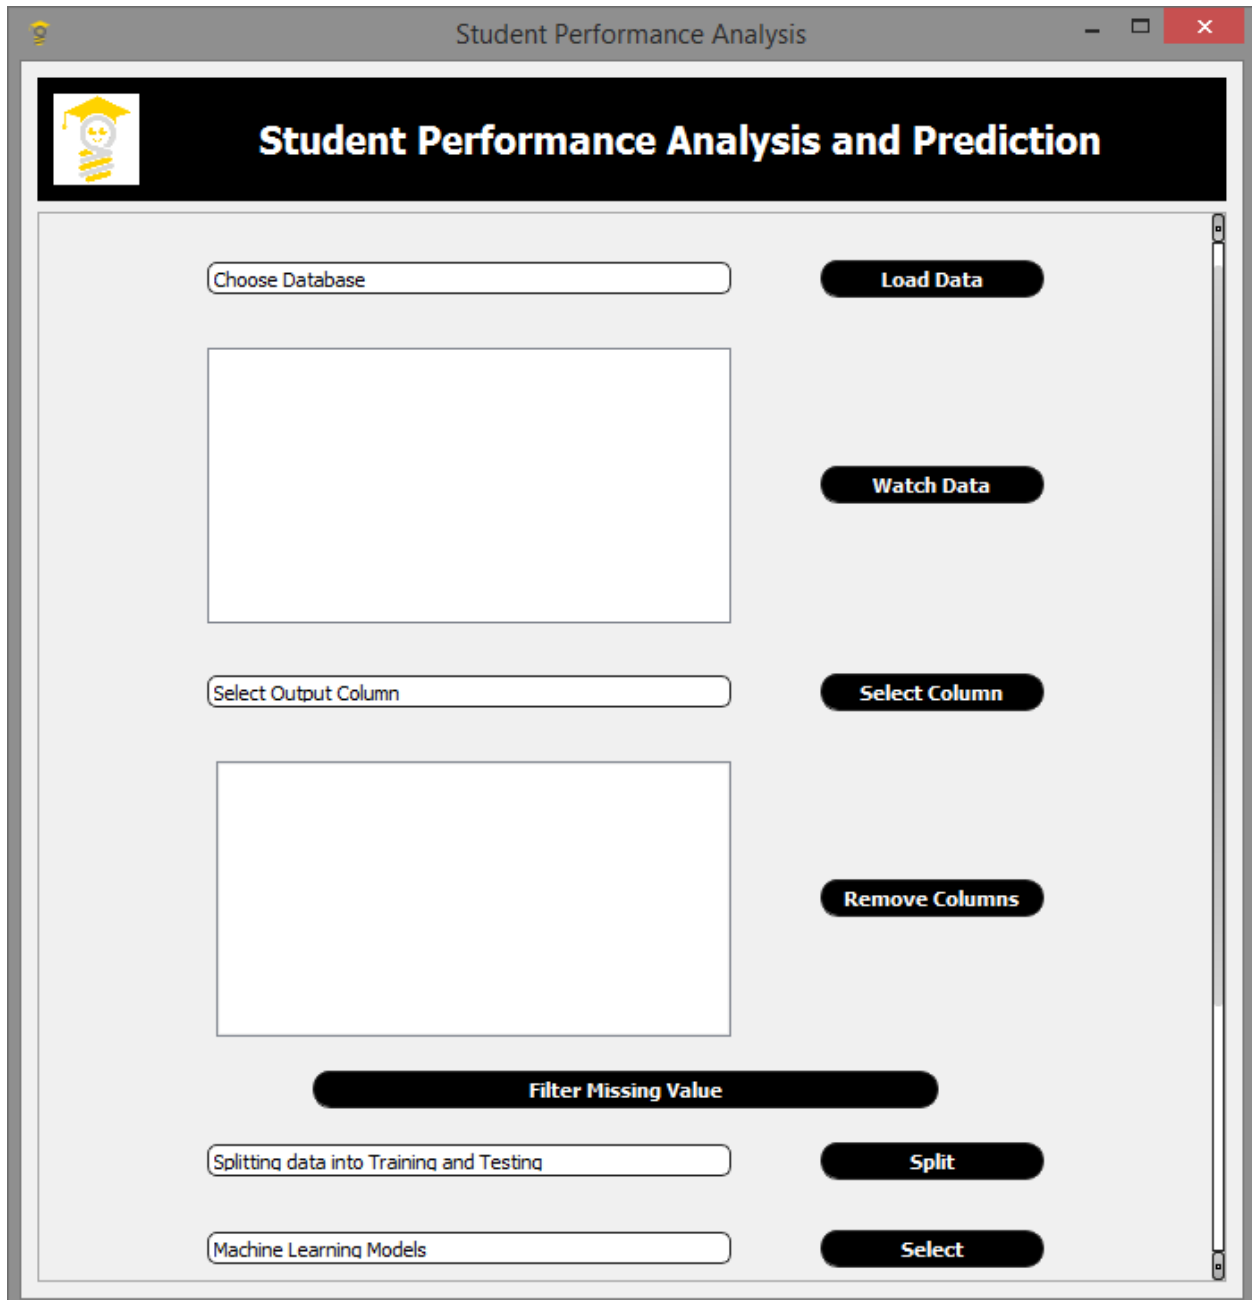 Student Performance Analysis
Student Performance Analysis and Prediction
Choose Database
Load Data
Watch Data
Select Output Column
Select Column
Remove Columns
Filter Missing Value
Splitting data into Training and Testing
Split
Machine Learning Models
Select